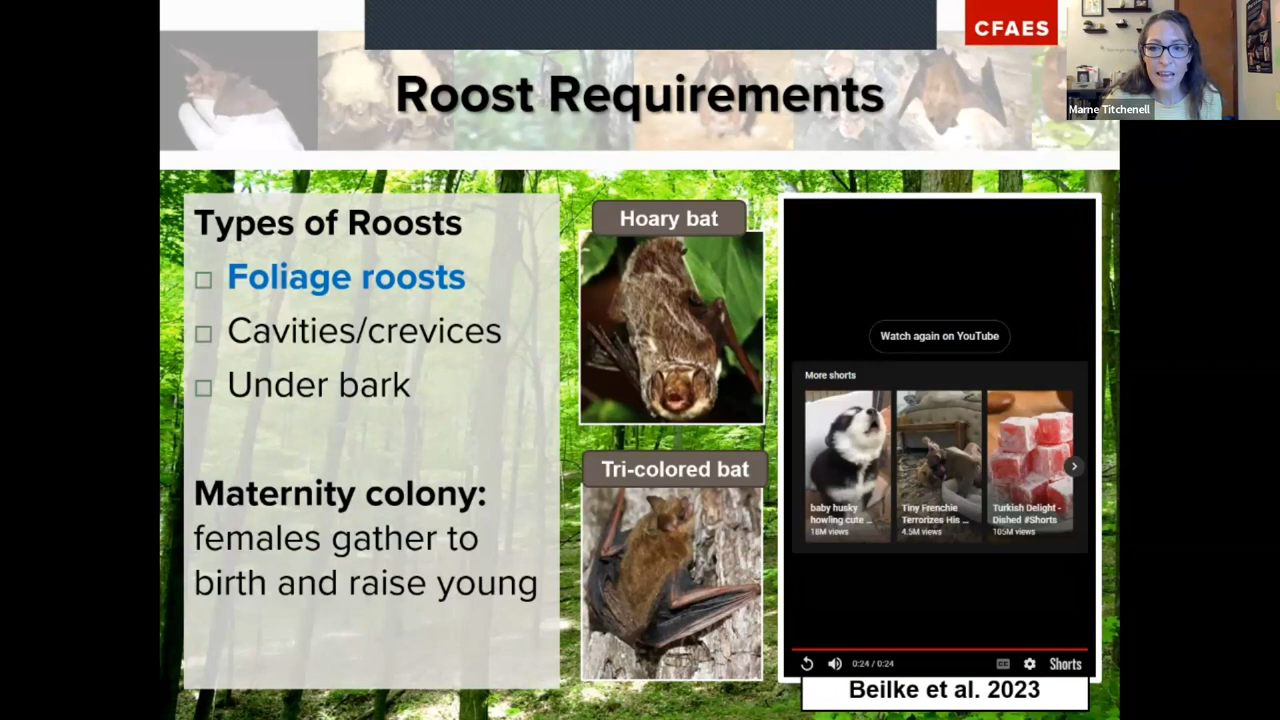 CFAES
Marne Titchenell
Roost Requirements
Types of Roosts
Foliage roosts
Cavities/crevices
Under bark
Maternity colony:
females gather to
birth and raise young
Hoary bat
Tri-colored bat
Watch again on YouTube
More shorts
baby husky
howling cute ...
18M views
Tiny Frenchie
Terrorizes His ...
4.5M views
Turkish Delight -
Dished #Shorts
105M views
0:24 / 0:24
CC
Shorts
Beilke et al. 2023